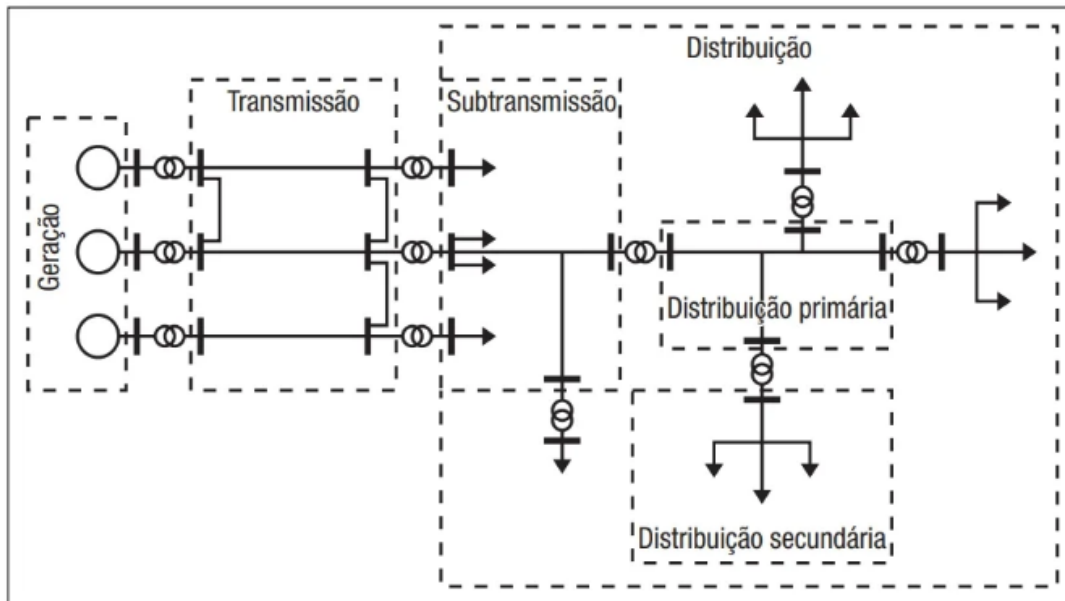 Distribuição
Transmissão
Subtransmissão
Geração
Distribuição primária
Distribuição secundária